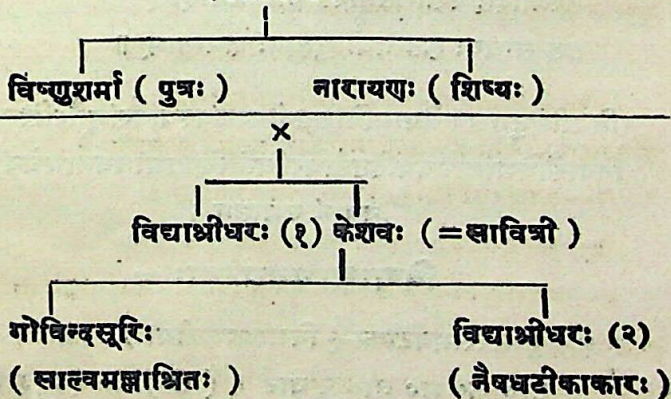 विष्णुशर्मा ( पुत्रः ) नारायणः ( शिष्यः )
×
विद्याश्रीधरः (१) केशवः (=सावित्री )
गोविन्दसूरिः विद्याश्रीधरः (२)
( साल्वमल्लाश्रितः ) ( नैषधटीकाकारः )